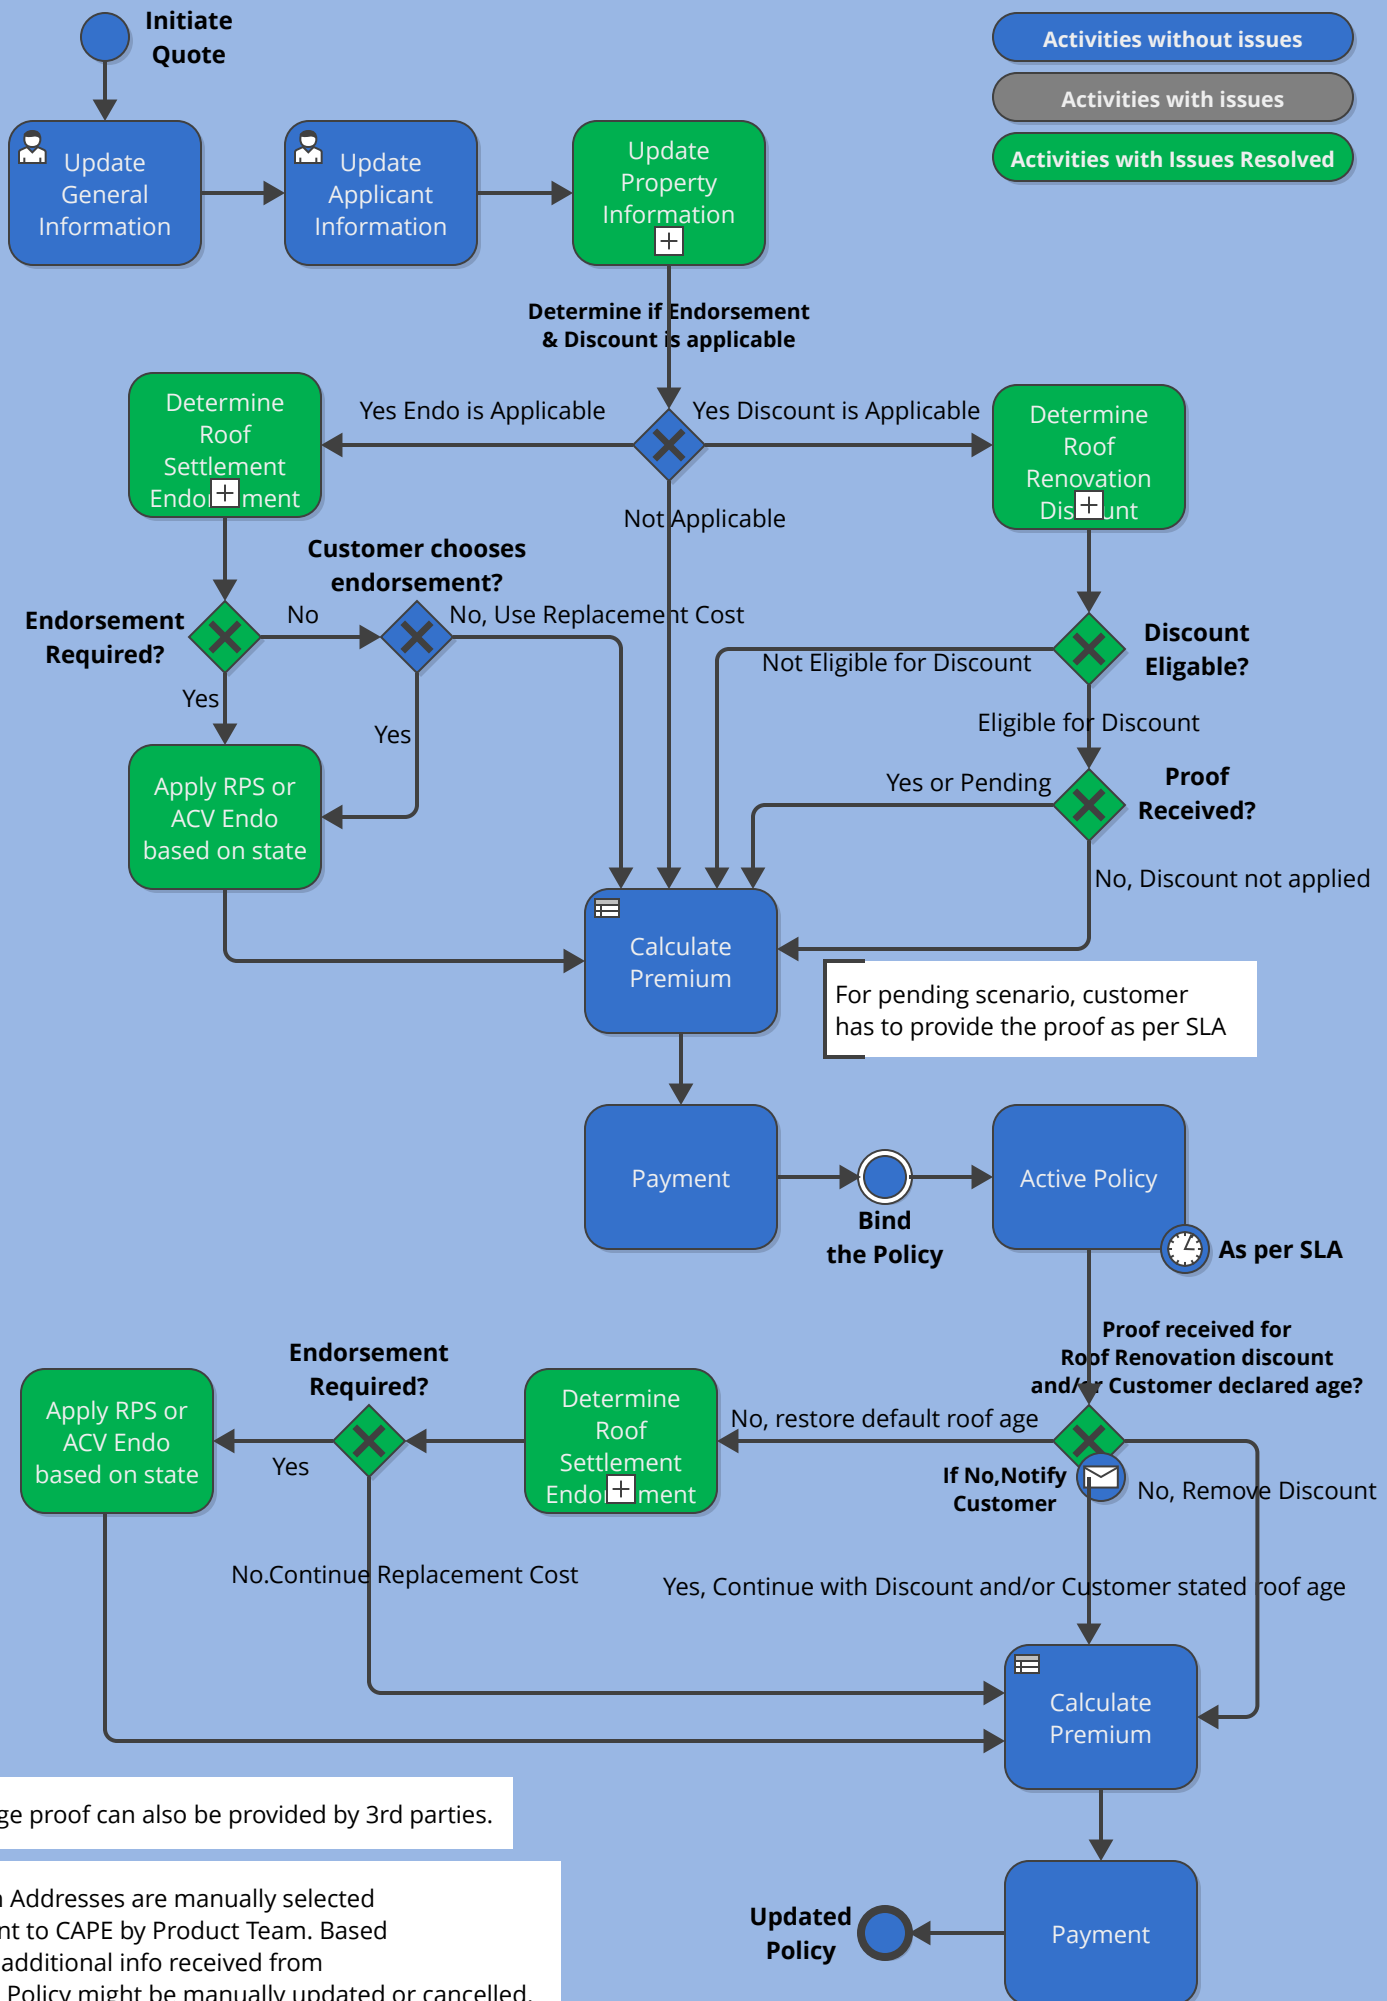 Initiate
Quote
Activities without issues
Activities with issues
Activities with Issues Resolved
Update
General
Information
Update
Applicant
Information
Update
Property
Information
Determine if Endorsement
& Discount is applicable
Determine
Roof
Settlement
Yes Endo is Applicable
Yes Discount is Applicable
Determine
Roof
Renovation
Not Applicable
Customer chooses
endorsement?
Endorsement
Required?
No
No, Use Replacement Cost
Discount
Eligable?
Not Eligible for Discount
Yes
Yes
Eligible for Discount
Apply RPS or
ACV Endo
based on state
Yes or Pending
Proof
Received?
No, Discount not applied
Calculate
Premium
For pending scenario, customer
has to provide the proof as per SLA
Payment
Bind
the Policy
Active Policy
As per SLA
Proof received for
Roof Renovation discount
and/or Customer declared age?
Endorsement
Required?
Apply RPS or
ACV Endo
based on state
Yes
Determine
Roof
Settlement
No, restore default roof age
If No,Notify
Customer
No, Remove Discount
No.Continue Replacement Cost
Yes, Continue with Discount and/or Customer stated roof age
Calculate
Premium
proof can also be provided by 3rd parties.
Addresses are manually selected
to CAPE by Product Team. Based
additional info received from
Policy might be manually updated or cancelled.
Updated
Policy
Payment